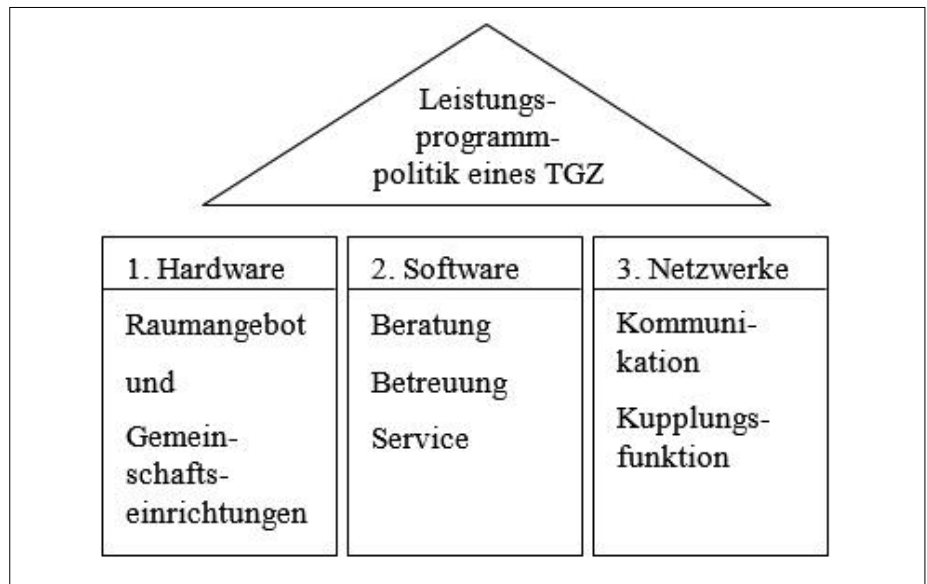 Leistungs-
programm-
politik eines TGZ
1. Hardware
Raumangebot
und
Gemein-
schafts-
einrichtungen
2. Software
Beratung
Betreuung
Service
3. Netzwerke
Kommuni-
kation
Kupplungs-
funktion